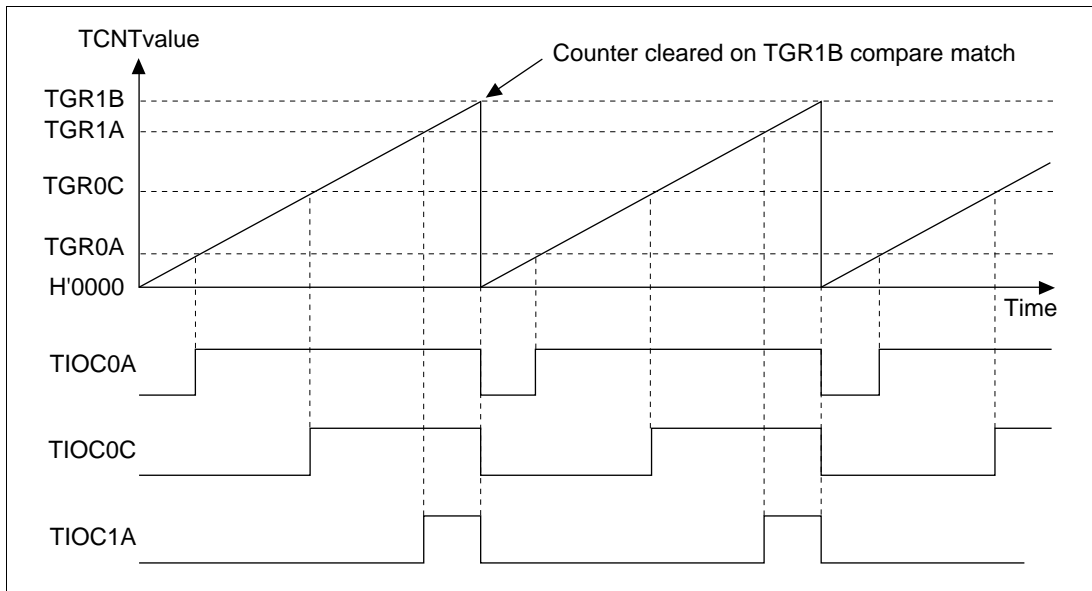 TCNTvalue
Counter cleared on TGR1B compare match
TGR1B
TGR1A
TGR0C
TGR0A
H'0000
Time
TIOC0A
TIOC0C
TIOC1A